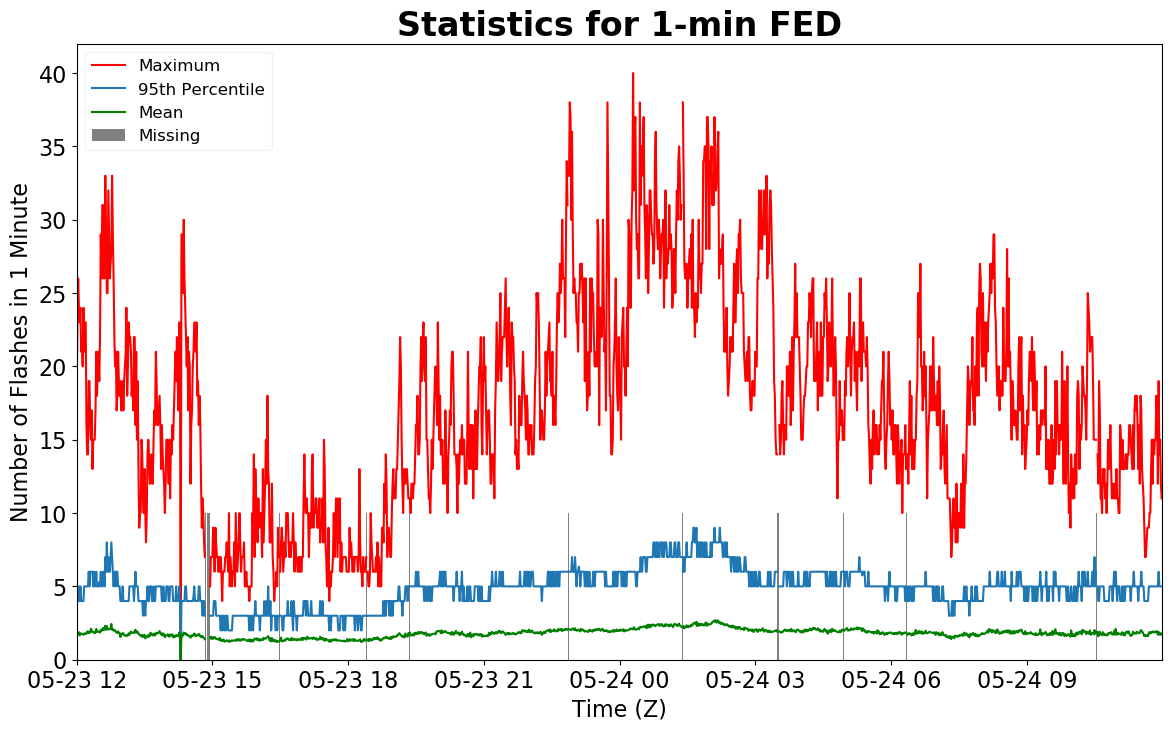 Statistics for 1-min FED
Maximum
95th Percentile
Mean
Missing
40
35
30
25
20
15
10
5
0
Number of Flashes in 1 Minute
05-23 12
05-23 15
05-23 18
05-23 21
05-24 00
05-24 03
05-24 06
05-24 09
Time (Z)